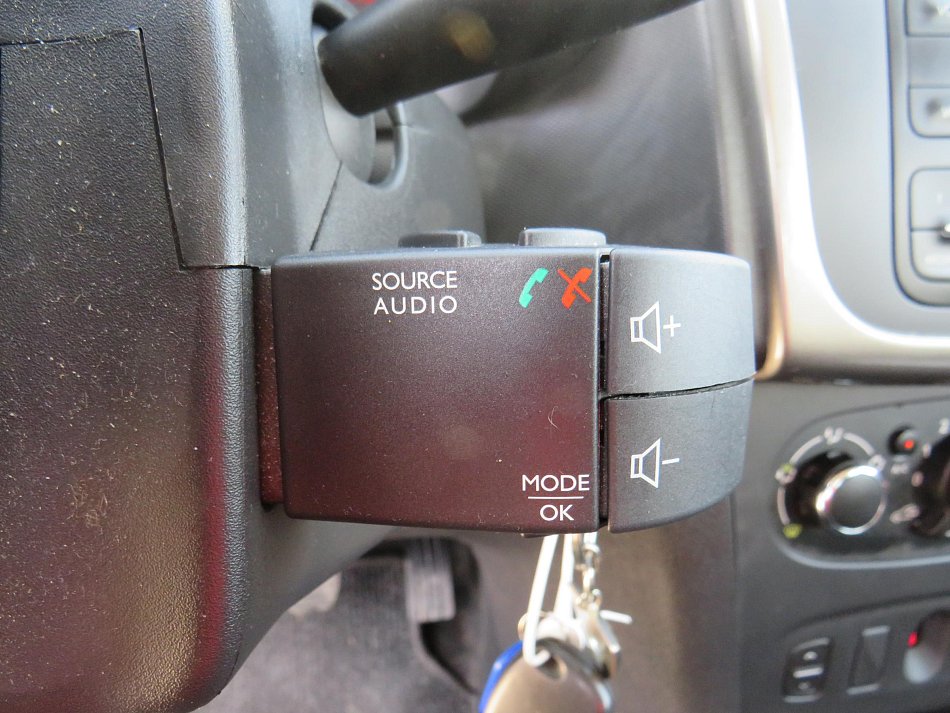 SOURCE
AUDIO
+
-
MODE
OK